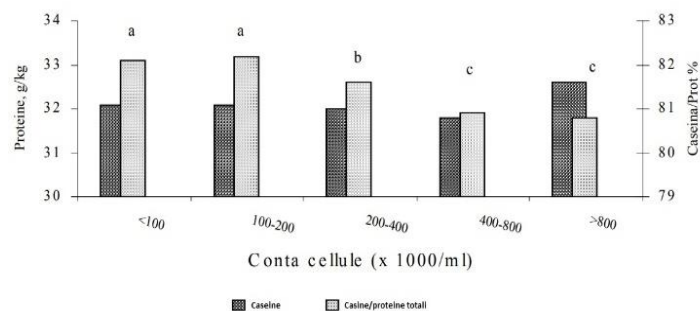 34
33
32
31
30
Proteine, g/kg
a
a
b
c
c
83
82
81
80
79
Caseina/Prot %
<100
100-200
200-400
400-800
>800
Conta cellule (x 1000/ml)
Caseine
Casine/proteine totali